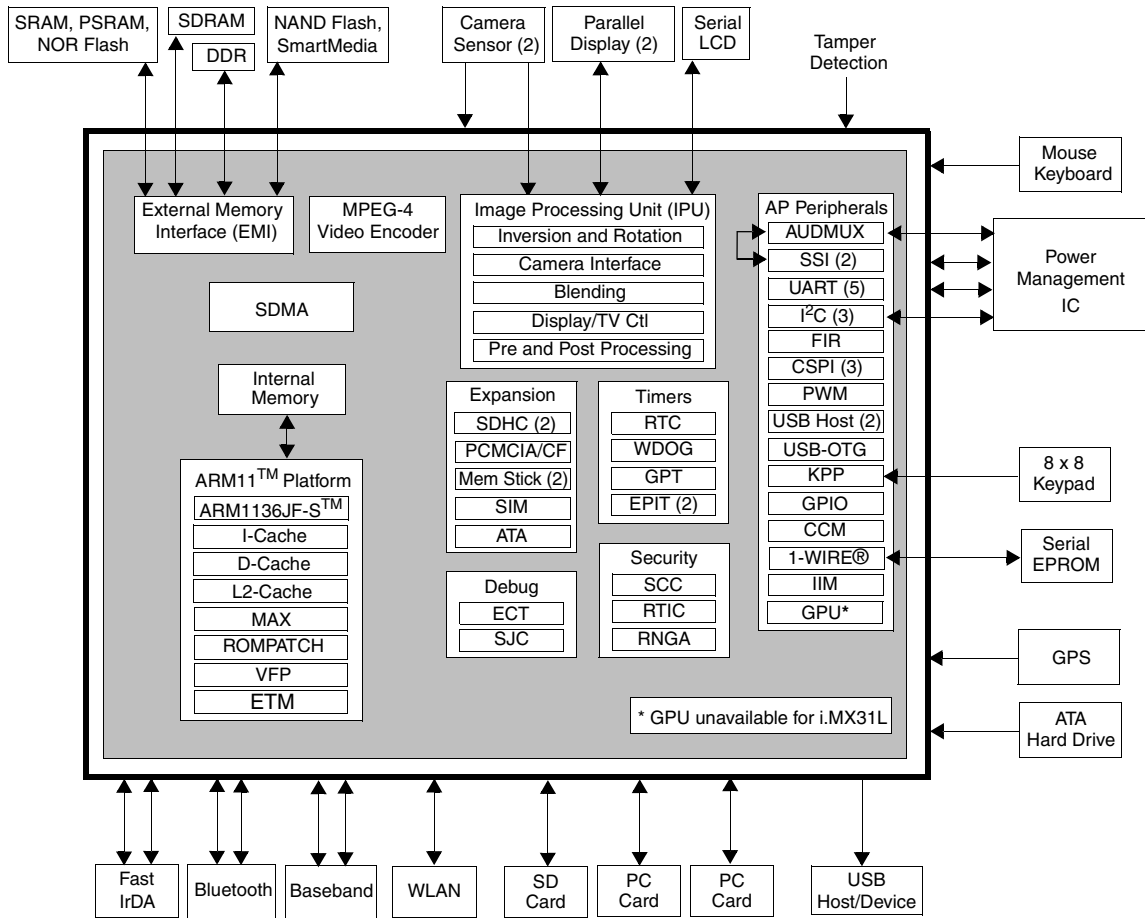 SRAM, PSRAM,
NOR Flash
SDRAM
DDR
NAND Flash,
SmartMedia
Camera
Sensor (2)
Parallel
Display (2)
Serial
LCD
Tamper
Detection
External Memory
Interface (EMI)
MPEG-4
Video Encoder
SDMA
Internal
Memory
ARM11™ Platform
ARM1136JF-S™
I-Cache
D-Cache
L2-Cache
MAX
ROMPATCH
VFP
ETM
Image Processing Unit (IPU)
Inversion and Rotation
Camera Interface
Blending
Display/TV Ctl
Pre and Post Processing
Expansion
SDHC (2)
PCMCIA/CF
Mem Stick (2)
SIM
ATA
Timers
RTC
WDOG
GPT
EPIT (2)
Debug
ECT
SJC
Security
SCC
RTIC
RNGA
AP Peripherals
AUDMUX
SSI (2)
UART (5)
I²C (3)
FIR
CSPI (3)
PWM
USB Host (2)
USB-OTG
KPP
GPIO
CCM
1-WIRE®
IIM
GPU*
* GPU unavailable for i.MX31L
Mouse
Keyboard
Power
Management
IC
8 x 8
Keypad
Serial
EPROM
GPS
ATA
Hard Drive
Fast
IrDA
Bluetooth
Baseband
WLAN
SD
Card
PC
Card
PC
Card
USB
Host/Device